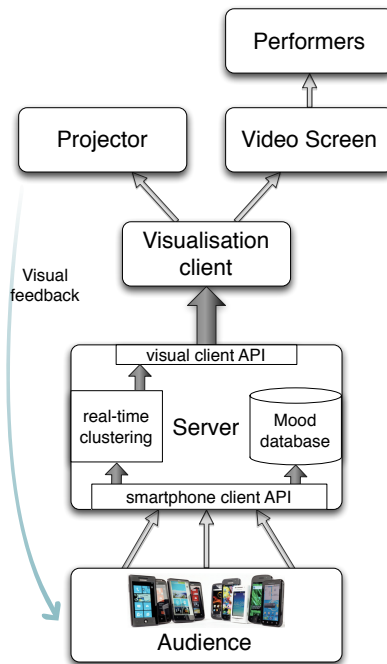 Performers
Projector
Video Screen
Visualisation
client
Visual
feedback
visual client API
real-time
clustering
Server
Mood
database
smartphone client API
Audience